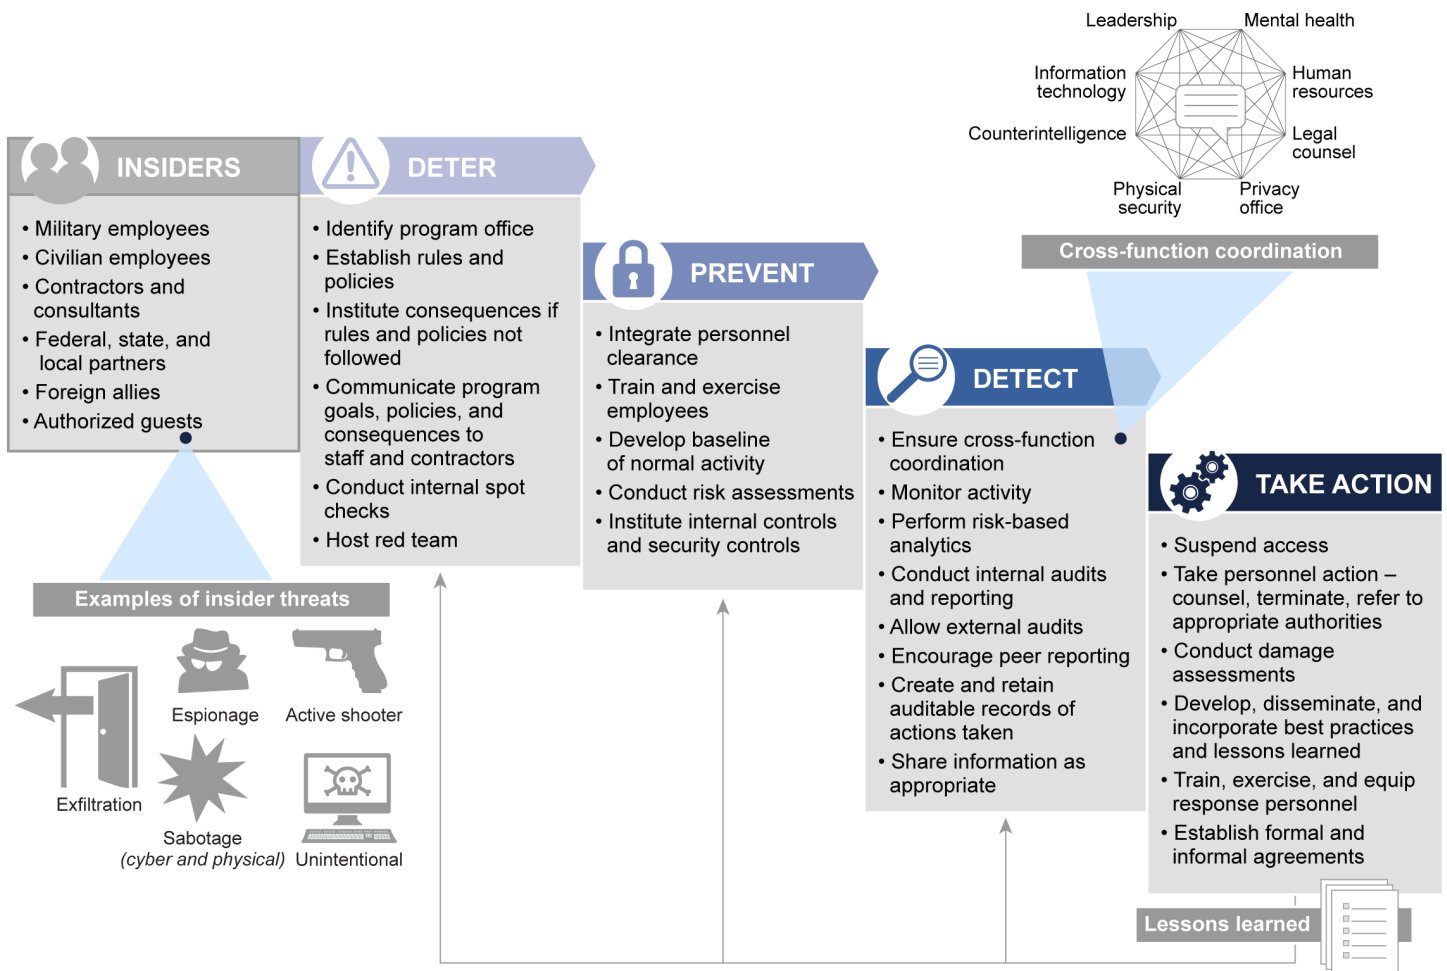 Leadership
Mental health
Information
technology
Human
resources
Counterintelligence
Legal
counsel
Physical
security
Privacy
office
Cross-function coordination
INSIDERS
• Military employees
• Civilian employees
• Contractors and
consultants
• Federal, state, and
local partners
• Foreign allies
• Authorized guests
Examples of insider threats
Exfiltration
Espionage
Active shooter
Sabotage
(cyber and physical)
Unintentional
DETER
• Identify program office
• Establish rules and
policies
• Institute consequences if
rules and policies not
followed
• Communicate program
goals, policies, and
consequences to
staff and contractors
• Conduct internal spot
checks
• Host red team
PREVENT
• Integrate personnel
clearance
• Train and exercise
employees
• Develop baseline
of normal activity
• Conduct risk assessments
• Institute internal controls
and security controls
DETECT
• Ensure cross-function
coordination
• Monitor activity
• Perform risk-based
analytics
• Conduct internal audits
and reporting
• Allow external audits
• Encourage peer reporting
• Create and retain
auditable records of
actions taken
• Share information as
appropriate
TAKE ACTION
• Suspend access
• Take personnel action –
counsel, terminate, refer to
appropriate authorities
• Conduct damage
assessments
• Develop, disseminate, and
incorporate best practices
and lessons learned
• Train, exercise, and equip
response personnel
• Establish formal and
informal agreements
Lessons learned